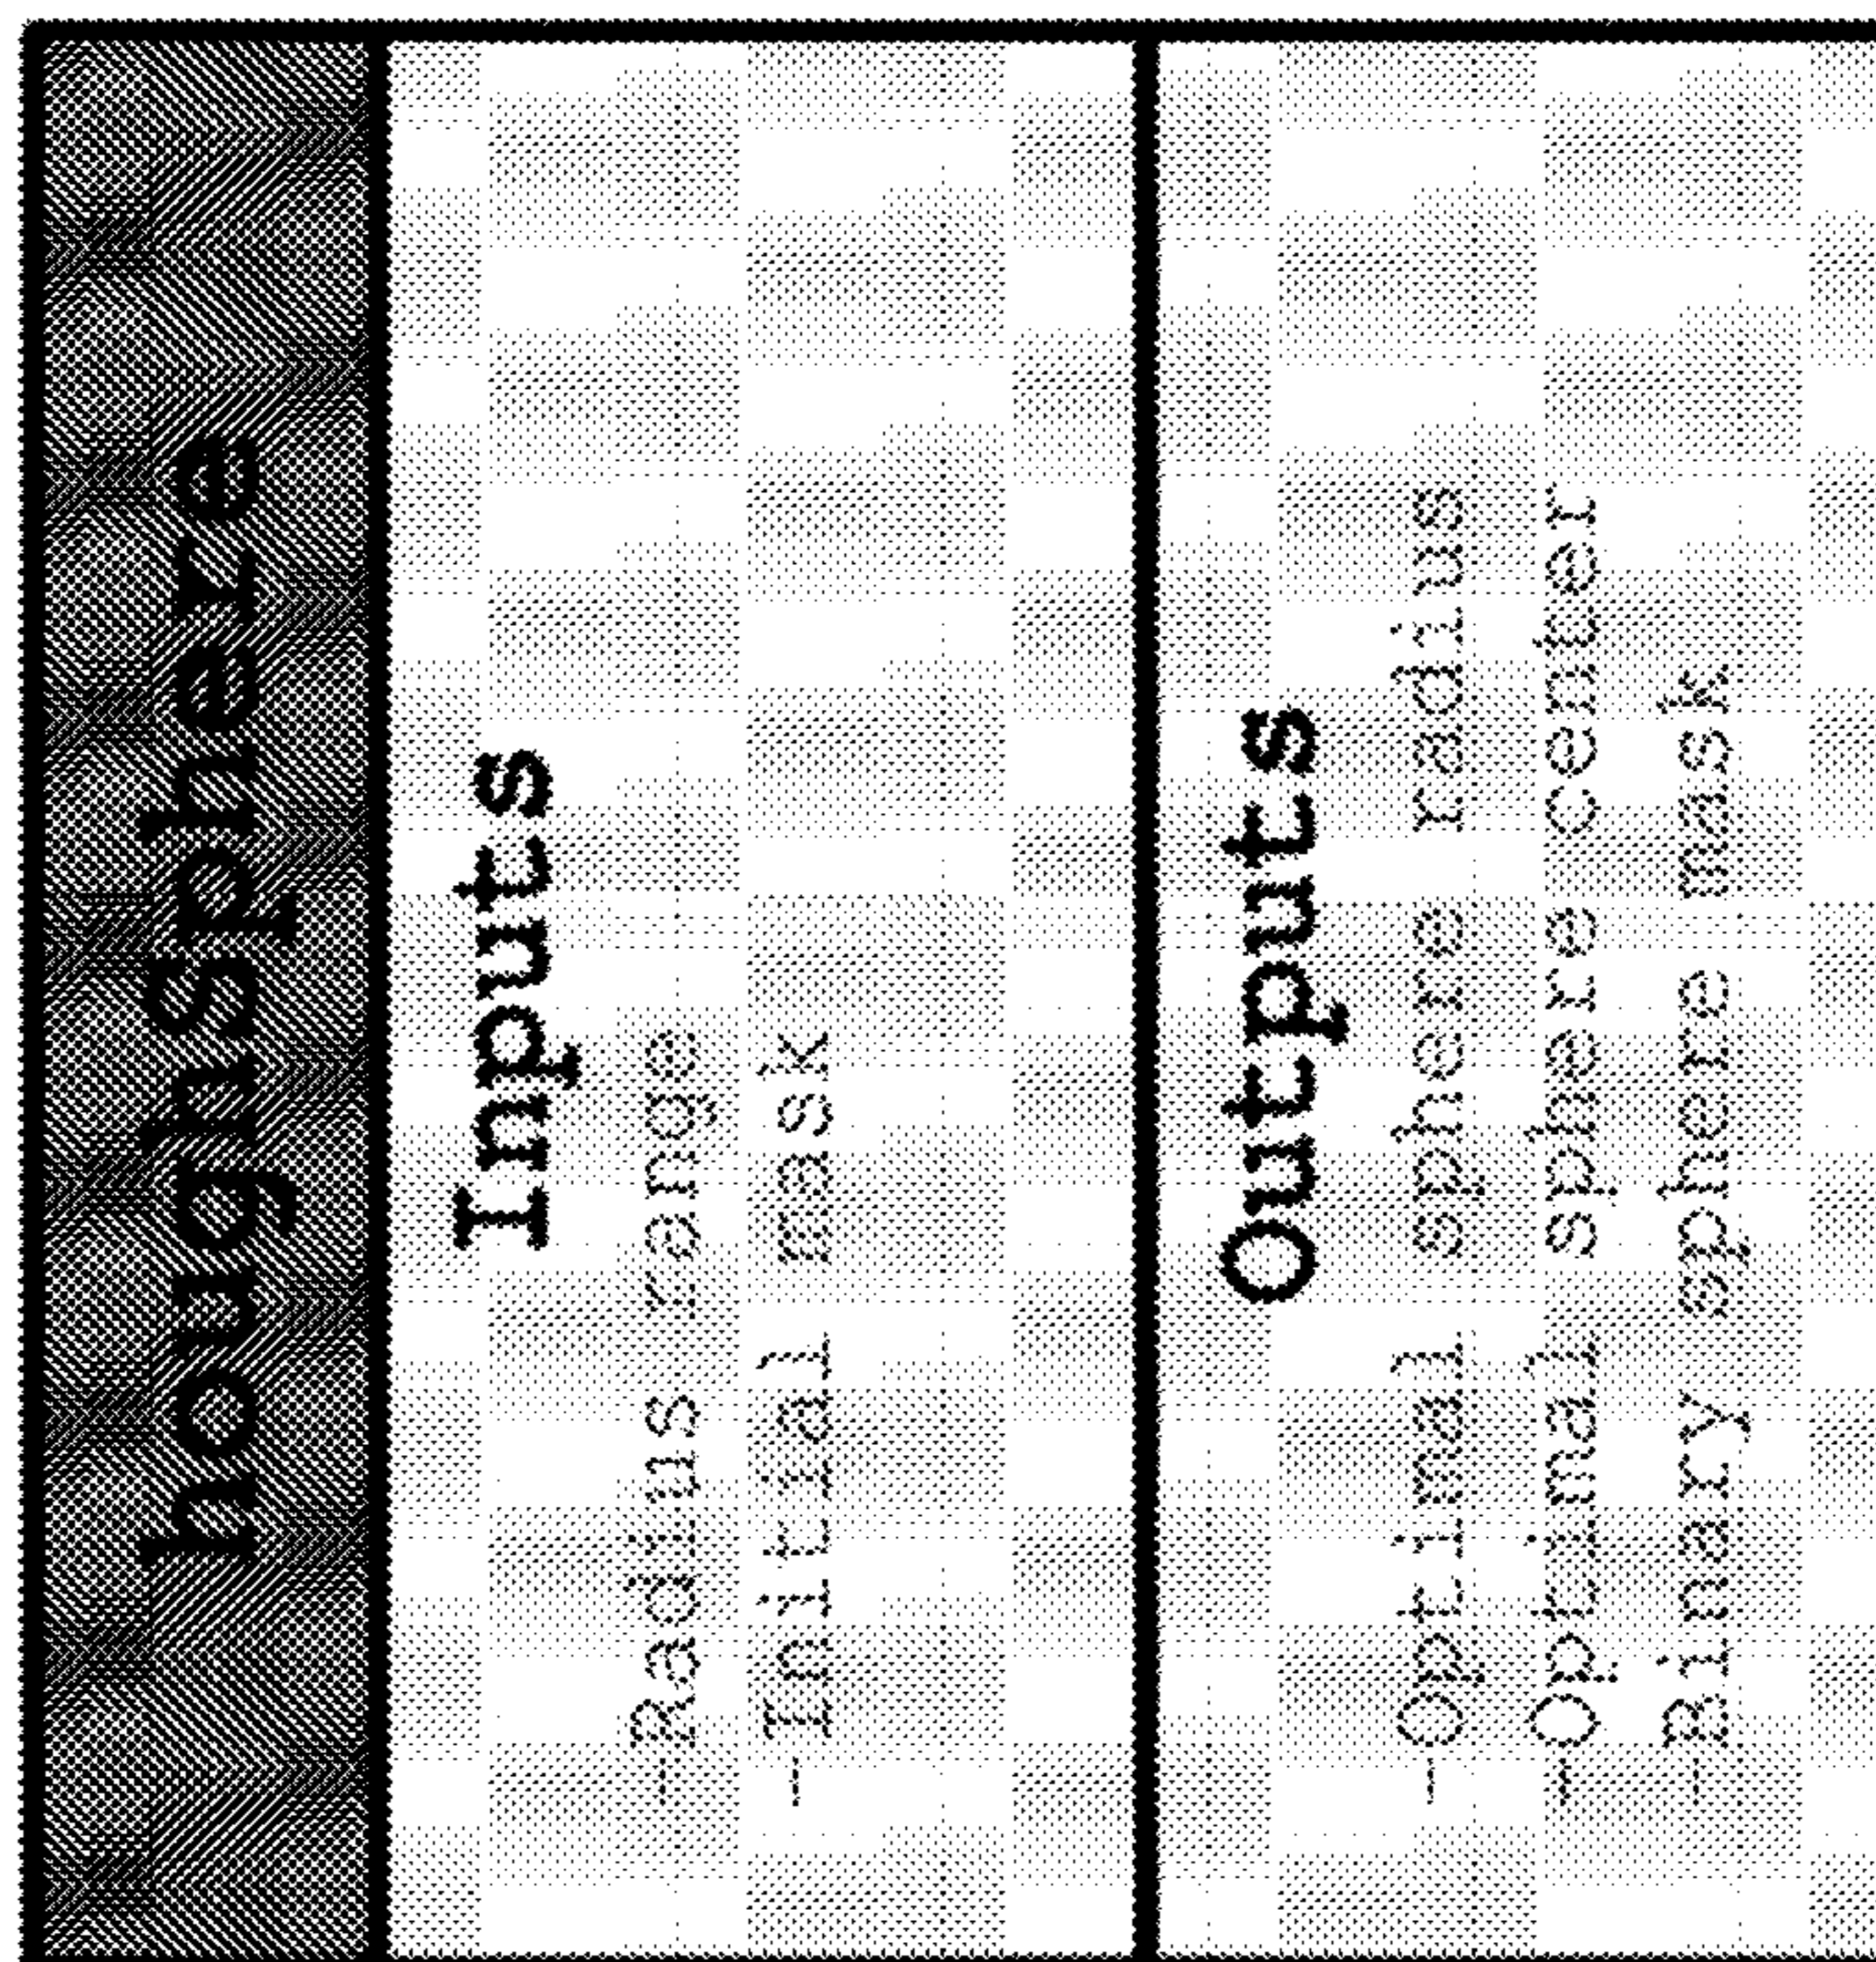 houghsphere
Inputs
-Radius range
-Initial mask
Outputs
-Optimal sphere radius
-Optimal sphere center
-Binary sphere mask